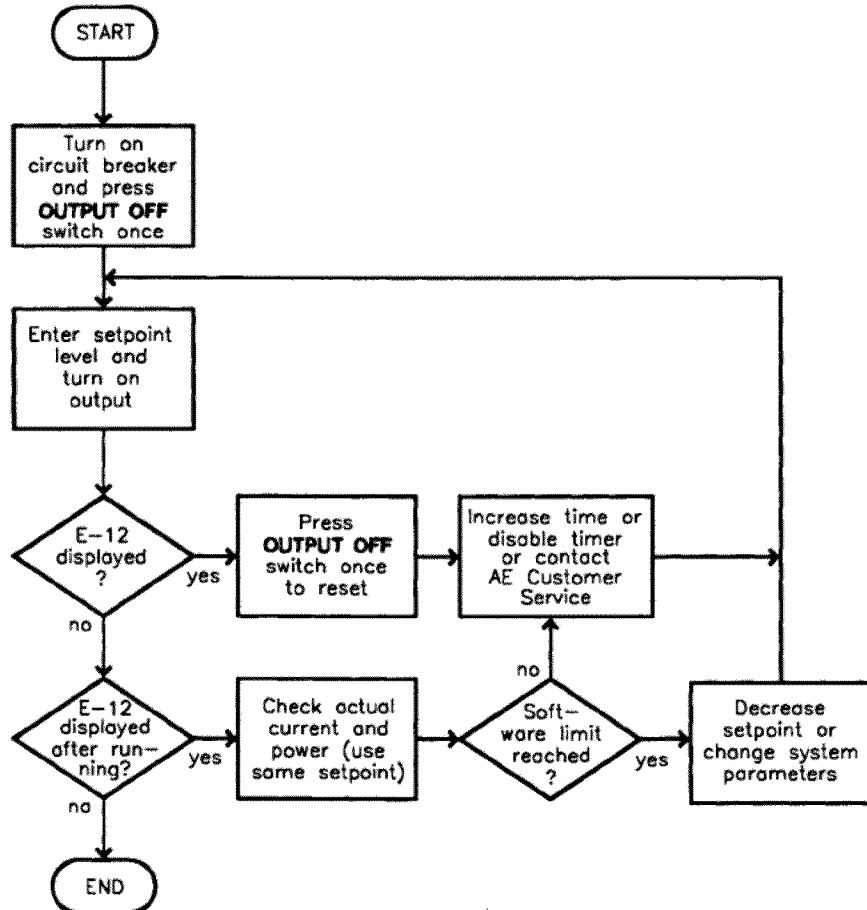 START
Turn on
circuit breaker
and press
OUTPUT OFF
switch once
Enter setpoint
level and
turn on
output
E-12
displayed
?
yes
no
Press
OUTPUT OFF
switch once
to reset
Increase time or
disable timer
or contact
AE Customer
Service
E-12
displayed
after run-
ning?
yes
no
Check actual
current and
power (use
same setpoint)
Soft-
ware limit
reached
?
no
yes
Decrease
setpoint or
change system
parameters
END